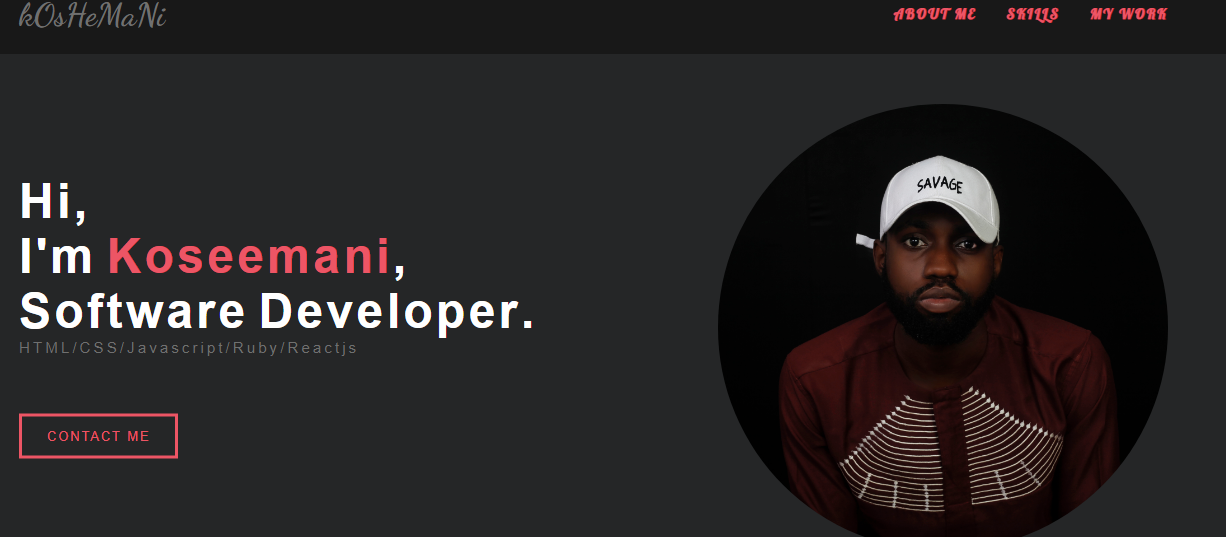 kOsHeMaNi
ABOUT ME
SKILLS
MY WORK
Hi,
I'm Koseemani,
Software Developer.
HTML/CSS/Javascript/Ruby/Reactjs
CONTACT ME
SAVAGE